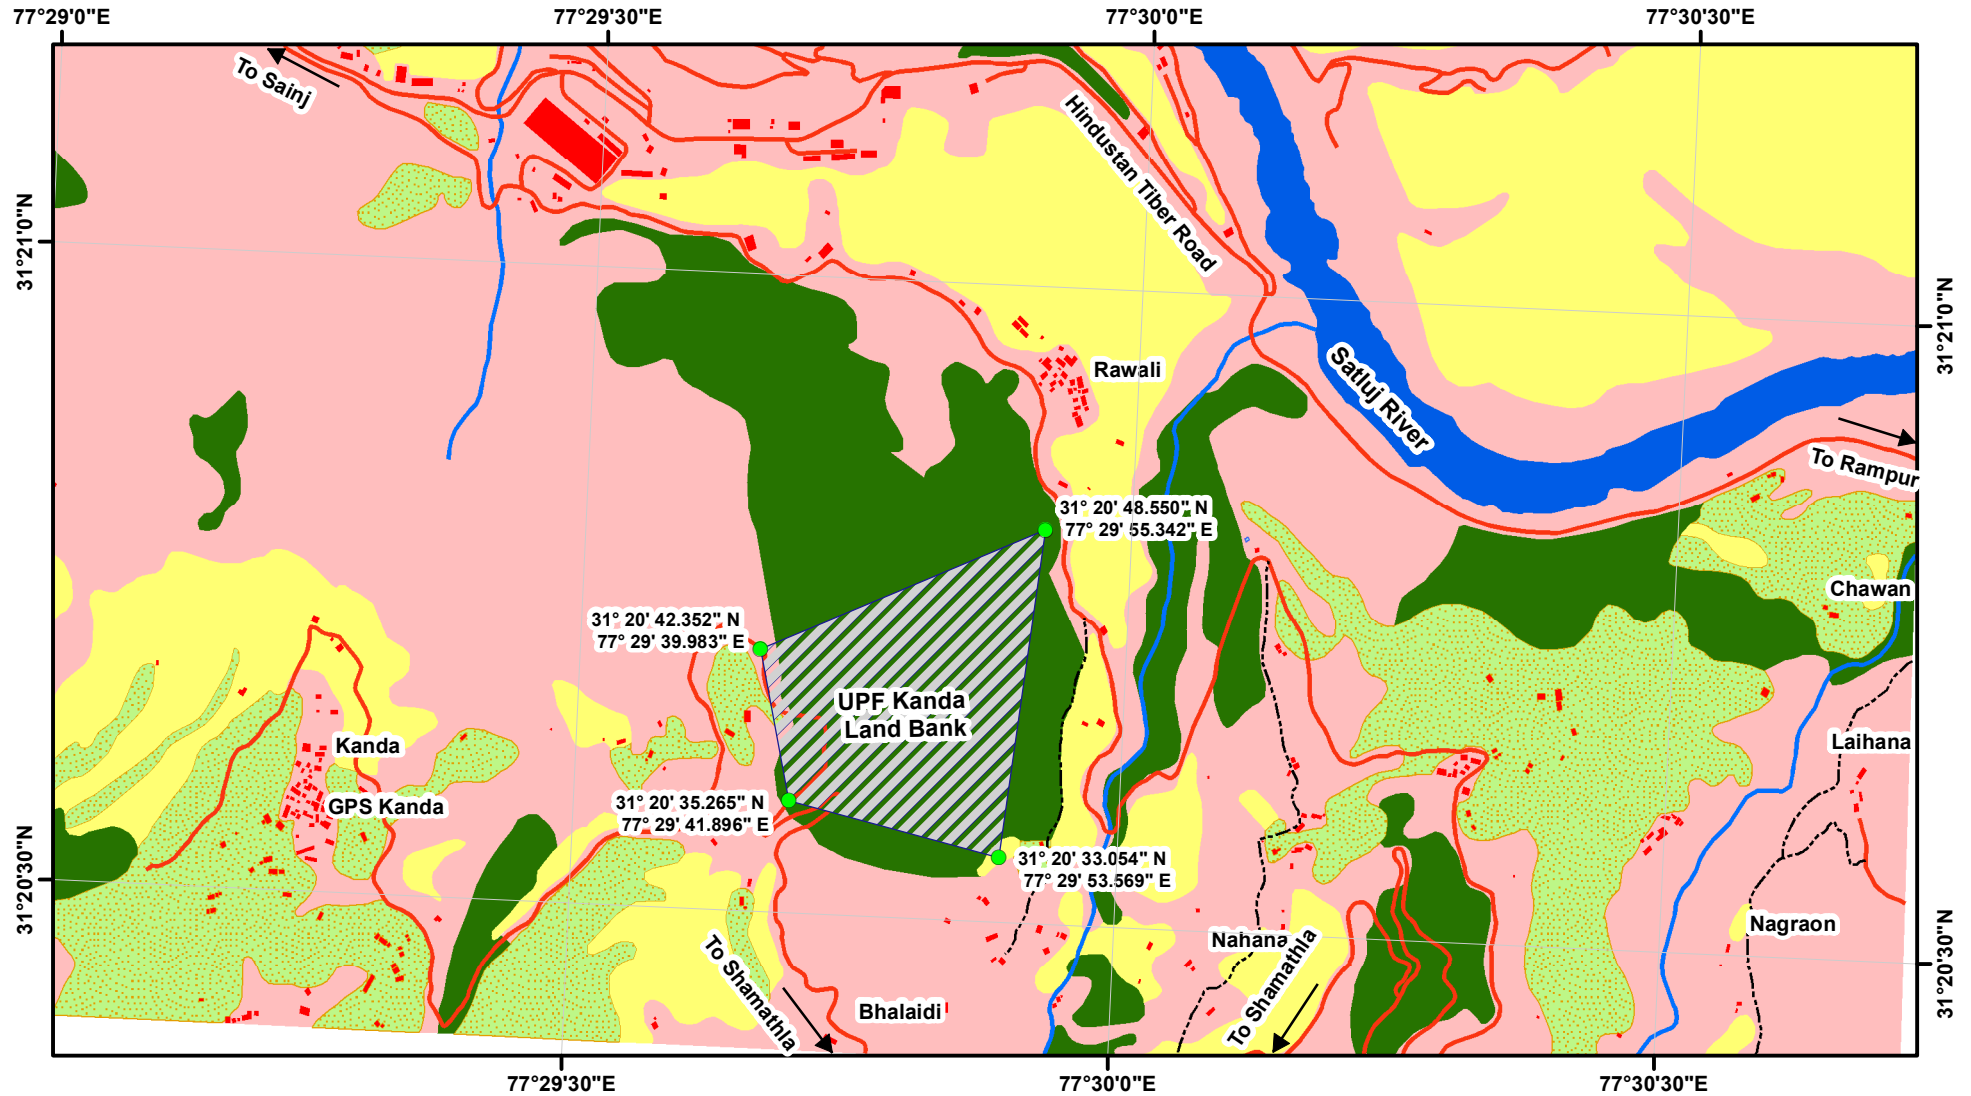 77°29'0"E
77°29'30"E
77°30'0"E
77°30'30"E
To Sainj
Hindustan Tiber Road
31°21'0"N
31°21'0"N
Rawali
Satluj River
To Rampur
31° 20' 48.550" N
77° 29' 55.342" E
Chawan
31° 20' 42.352" N
77° 29' 39.983" E
UPF Kanda
Land Bank
Kanda
Laihana
GPS Kanda
31° 20' 35.265" N
77° 29' 41.896" E
31° 20' 33.054" N
77° 29' 53.569" E
31°20'30"N
31°20'30"N
Nagraon
Nahana
To Shamathla
To Shamathla
Bhalaidi
77°29'30"E
77°30'0"E
77°30'30"E